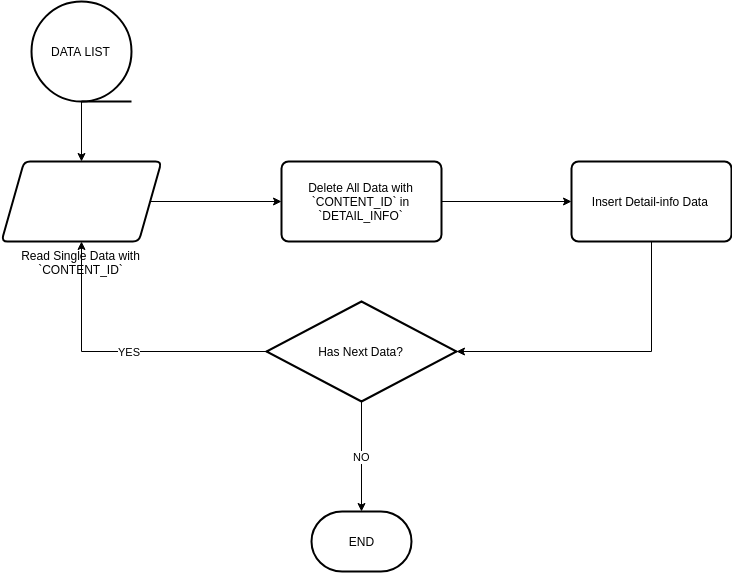 DATA LIST
Delete All Data with
`CONTENT_ID` in
`DETAIL_INFO`
Insert Detail-info Data
Read Single Data with
`CONTENT_ID`
Has Next Data?
YES
NO
END